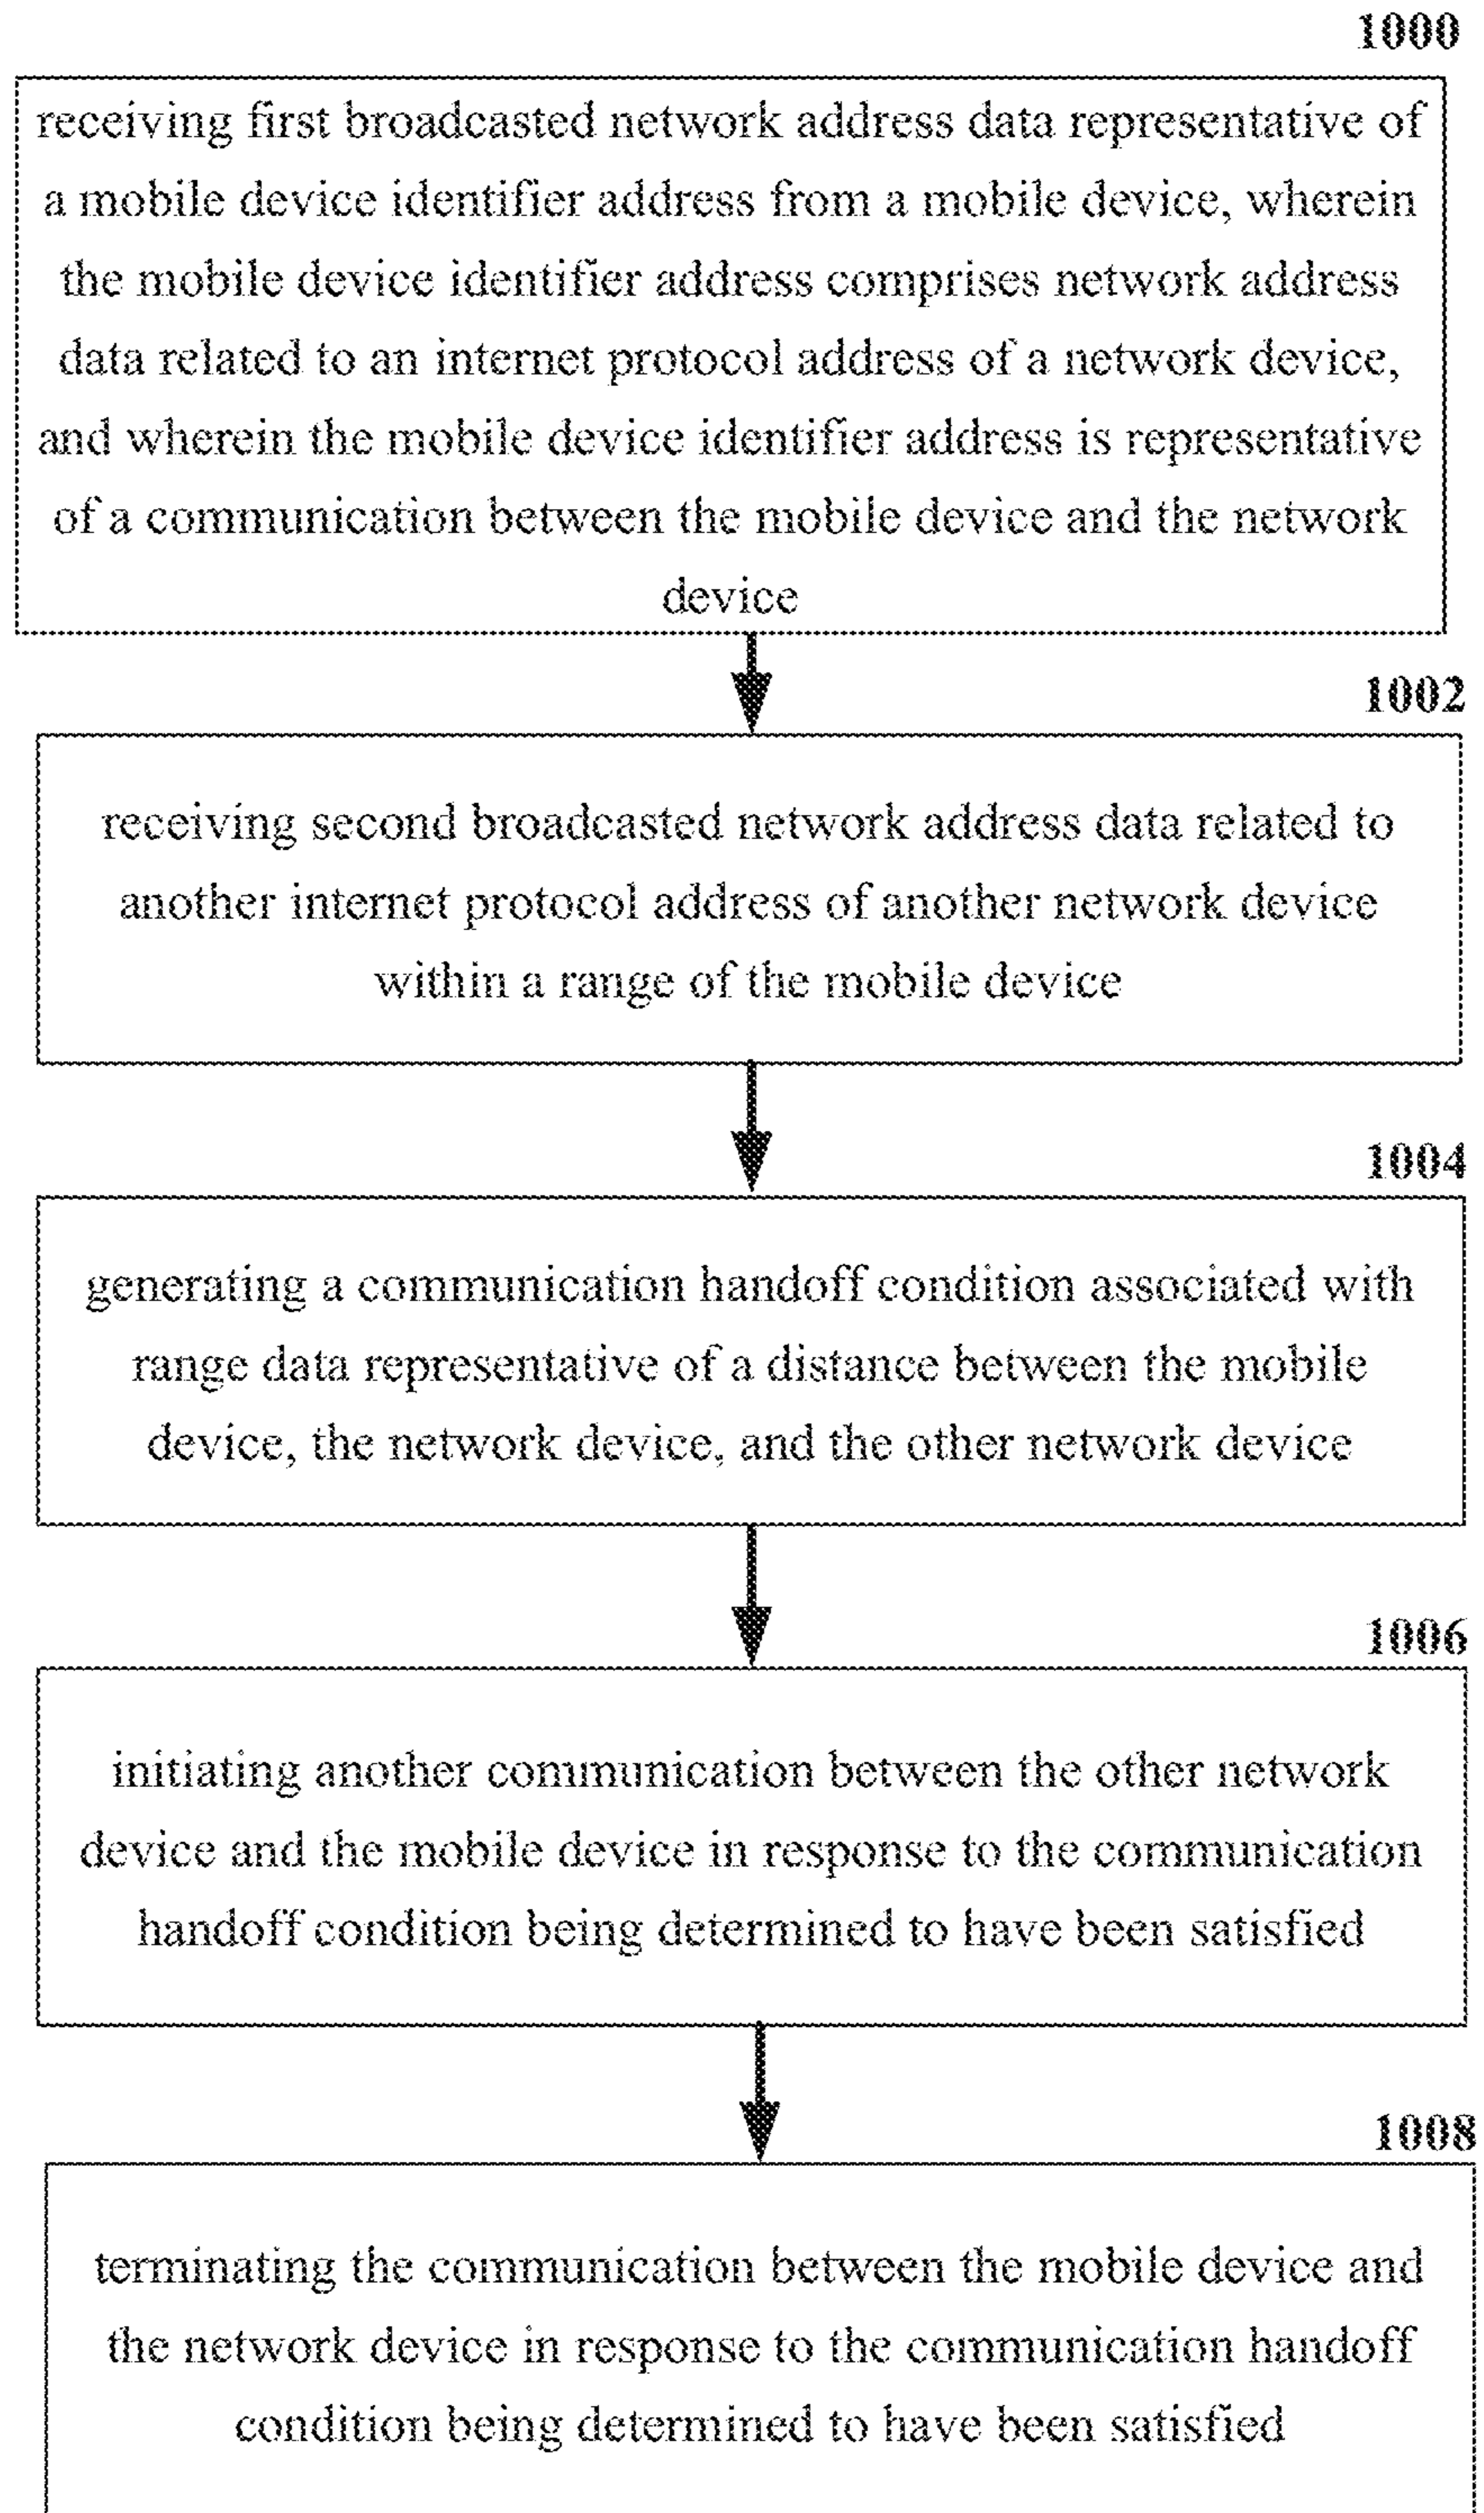 1000
receiving first broadcasted network address data representative of
a mobile device identifier address from a mobile device, wherein
the mobile device identifier address comprises network address
data related to an internet protocol address of a network device,
and wherein the mobile device identifier address is representative
of a communication between the mobile device and the network
device
1002
receiving second broadcasted network address data related to
another internet protocol address of another network device
within a range of the mobile device
1004
generating a communication handoff condition associated with
range data representative of a distance between the mobile
device, the network device, and the other network device
1006
initiating another communication between the other network
device and the mobile device in response to the communication
handoff condition being determined to have been satisfied
1008
terminating the communication between the mobile device and
the network device in response to the communication handoff
condition being determined to have been satisfied